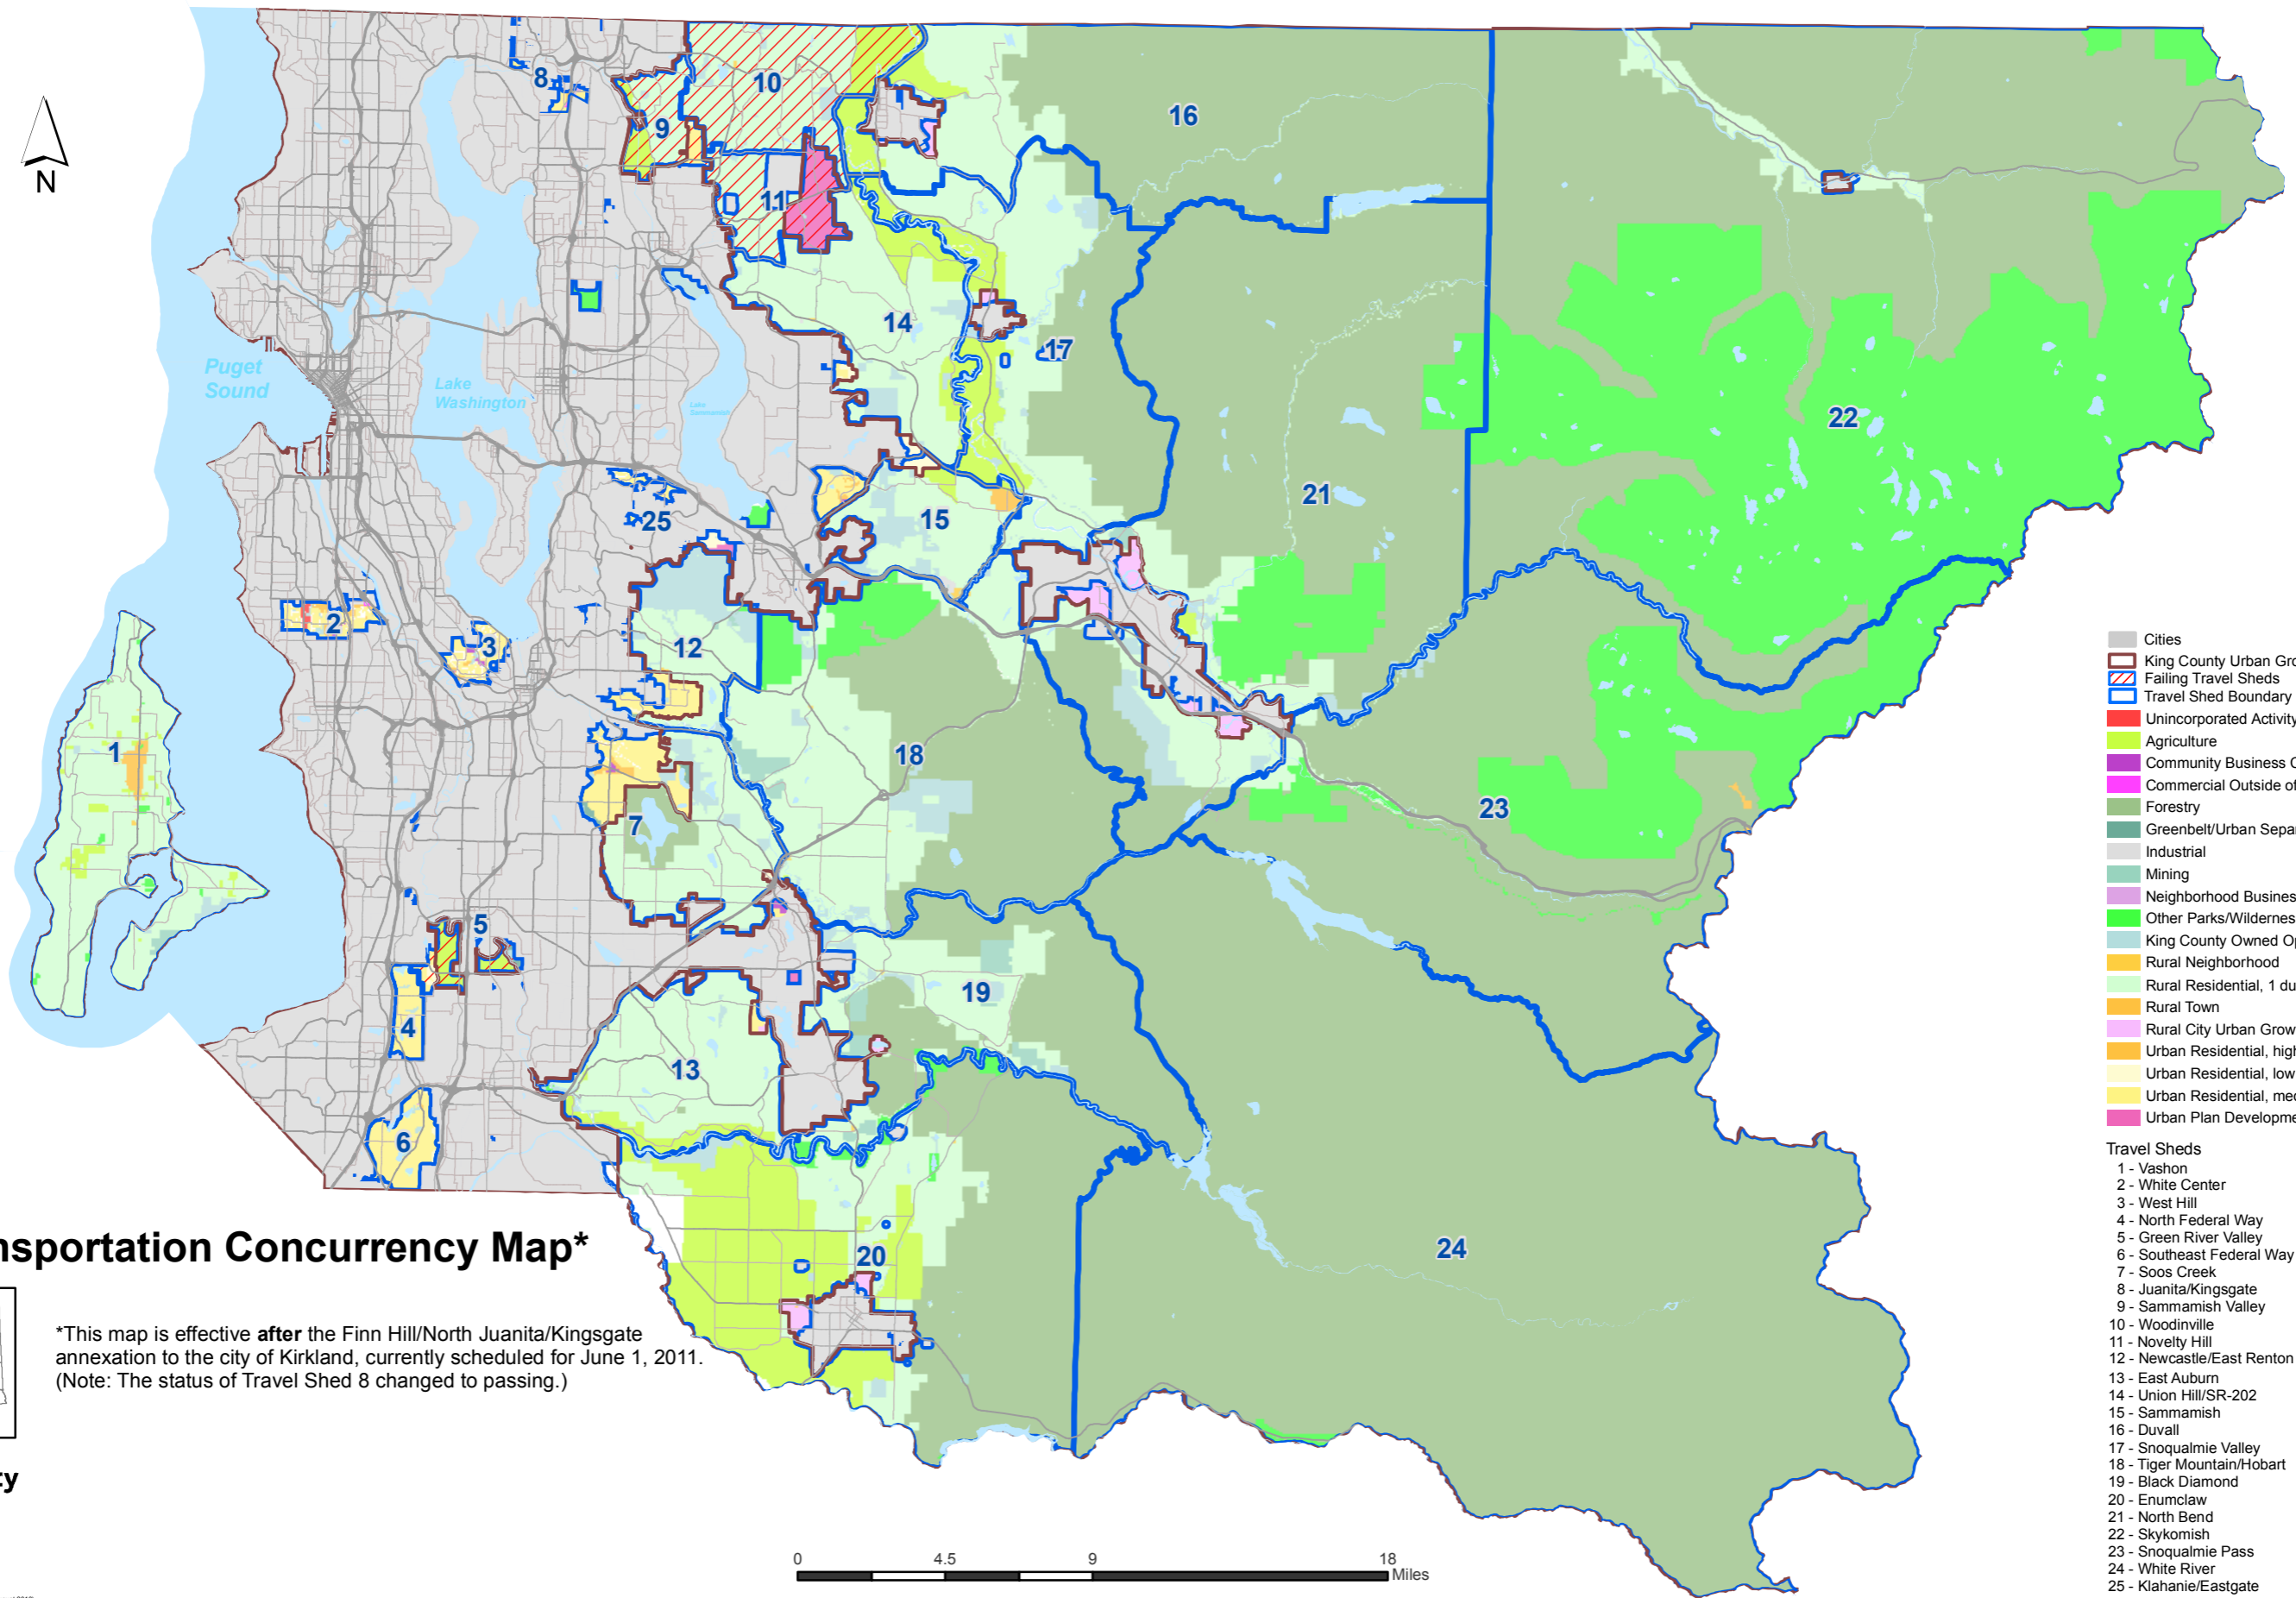 N
Puget
Sound
Lake
Washington
Lake
Sammamish
8
10
9
11
16
14
17
22
21
25
15
2
3
12
1
18
7
23
5
4
19
13
6
20
24
nsportation Concurrency Map*
*This map is effective after the Finn Hill/North Juanita/Kingsgate
annexation to the city of Kirkland, currently scheduled for June 1, 2011.
(Note: The status of Travel Shed 8 changed to passing.)
ty
0 4.5 9 18
Miles
Cities
King County Urban Gro
Failing Travel Sheds
Travel Shed Boundary
Unincorporated Activity
Agriculture
Community Business C
Commercial Outside of
Forestry
Greenbelt/Urban Separ
Industrial
Mining
Neighborhood Business
Other Parks/Wilderness
King County Owned Op
Rural Neighborhood
Rural Residential, 1 du
Rural Town
Rural City Urban Grow
Urban Residential, high
Urban Residential, low
Urban Residential, med
Urban Plan Developme
Travel Sheds
1 - Vashon
2 - White Center
3 - West Hill
4 - North Federal Way
5 - Green River Valley
6 - Southeast Federal Way
7 - Soos Creek
8 - Juanita/Kingsgate
9 - Sammamish Valley
10 - Woodinville
11 - Novelty Hill
12 - Newcastle/East Renton
13 - East Auburn
14 - Union Hill/SR-202
15 - Sammamish
16 - Duvall
17 - Snoqualmie Valley
18 - Tiger Mountain/Hobart
19 - Black Diamond
20 - Enumclaw
21 - North Bend
22 - Skykomish
23 - Snoqualmie Pass
24 - White River
25 - Klahanie/Eastgate